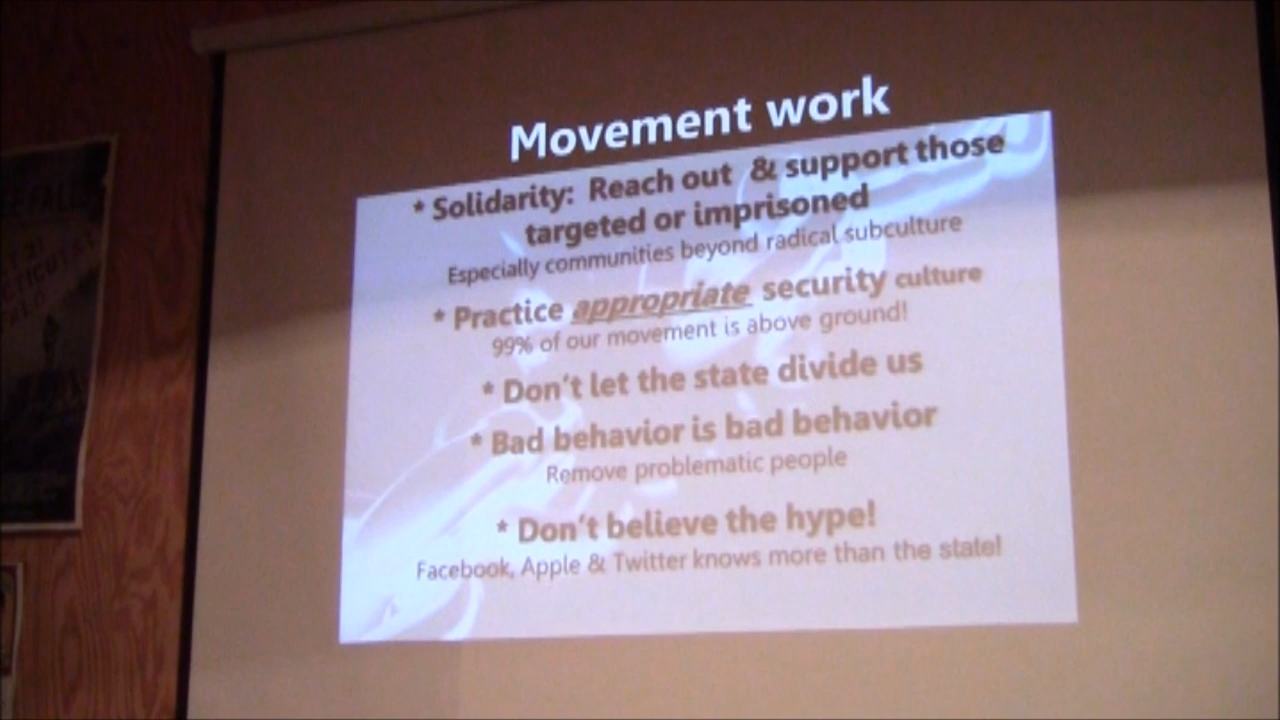 Movement work
* Solidarity: Reach out & support those
targeted or imprisoned
Especially communities beyond radical subculture
* Practice appropriate security culture
99% of our movement is above ground!
* Don't let the state divide us
* Bad behavior is bad behavior
Remove problematic people
* Don't believe the hype!
Facebook, Apple & Twitter knows more than the state!